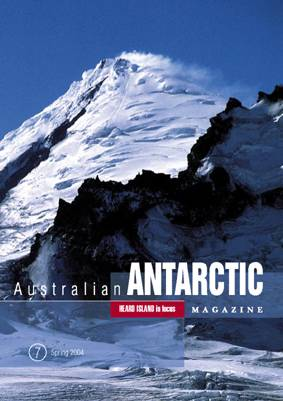 Australian ANTARCTIC
HEARD ISLAND in focus MAGAZINE
7 Spring 2004